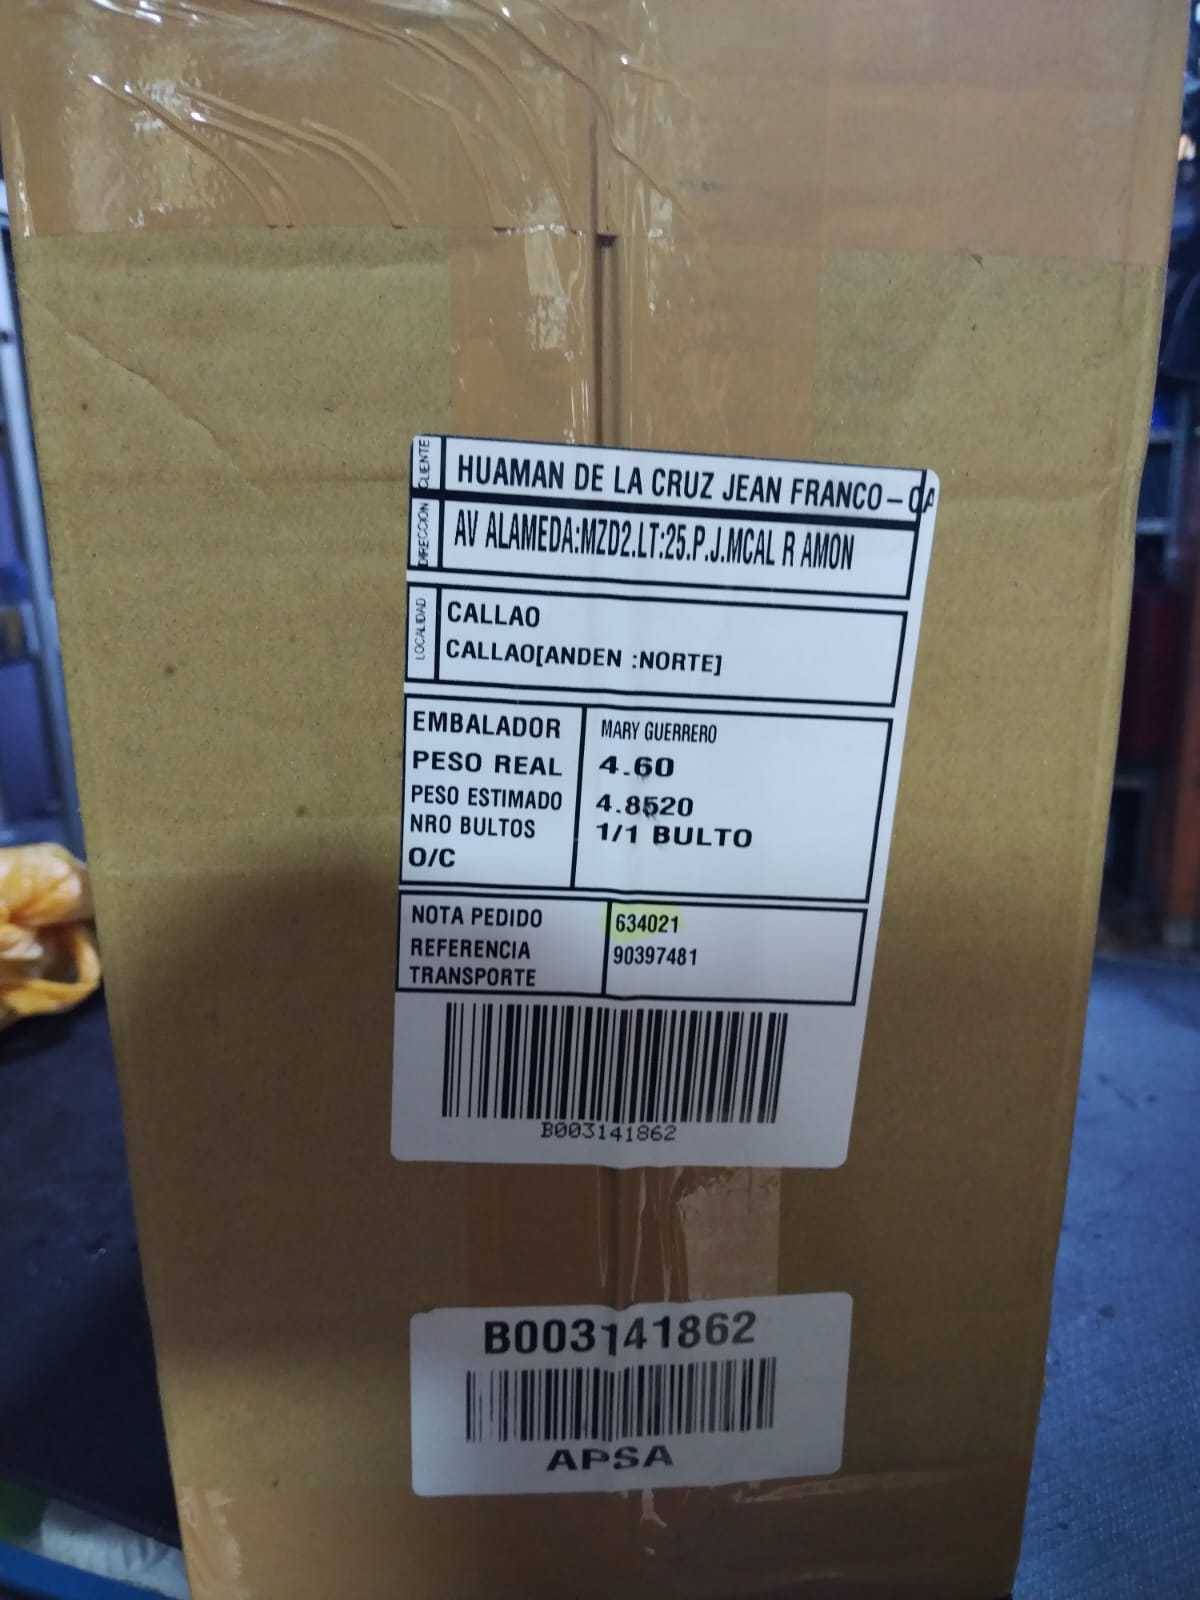 CLIENTE HUAMAN DE LA CRUZ JEAN FRANCO-CA
DIRECCION AV ALAMEDA:MZD2.LT:25.P.J.MCAL R AMON
LOCALIDAD CALLAO
CALLAO[ANDEN :NORTE]
EMBALADOR MARY GUERRERO
PESO REAL 4.60
PESO ESTIMADO 4.8520
NRO BULTOS 1/1 BULTO
O/C
NOTA PEDIDO 634021
REFERENCIA 90397481
TRANSPORTE
B003141862
B003141862
APSA